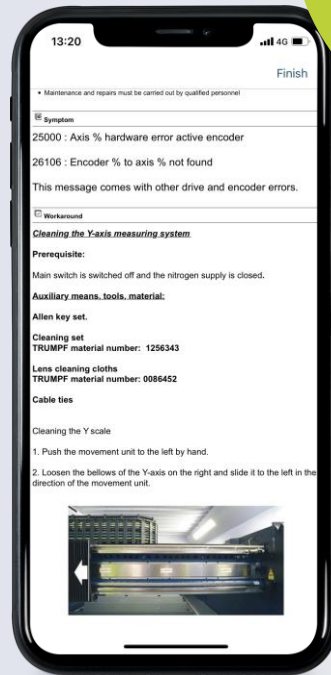 13:20
4G
Finish
• Maintenance and repairs must be carried out by qualified personnel
Symptom
25000 : Axis % hardware error active encoder
26106 : Encoder % to axis % not found
This message comes with other drive and encoder errors.
Workaround
Cleaning the Y-axis measuring system
Prerequisite:
Main switch is switched off and the nitrogen supply is closed.
Auxiliary means, tools, material:
Allen key set.
Cleaning set
TRUMPF material number: 1256343
Lens cleaning cloths
TRUMPF material number: 0086452
Cable ties
Cleaning the Y scale
1. Push the movement unit to the left by hand.
2. Loosen the bellows of the Y-axis on the right and slide it to the left in the
direction of the movement unit.